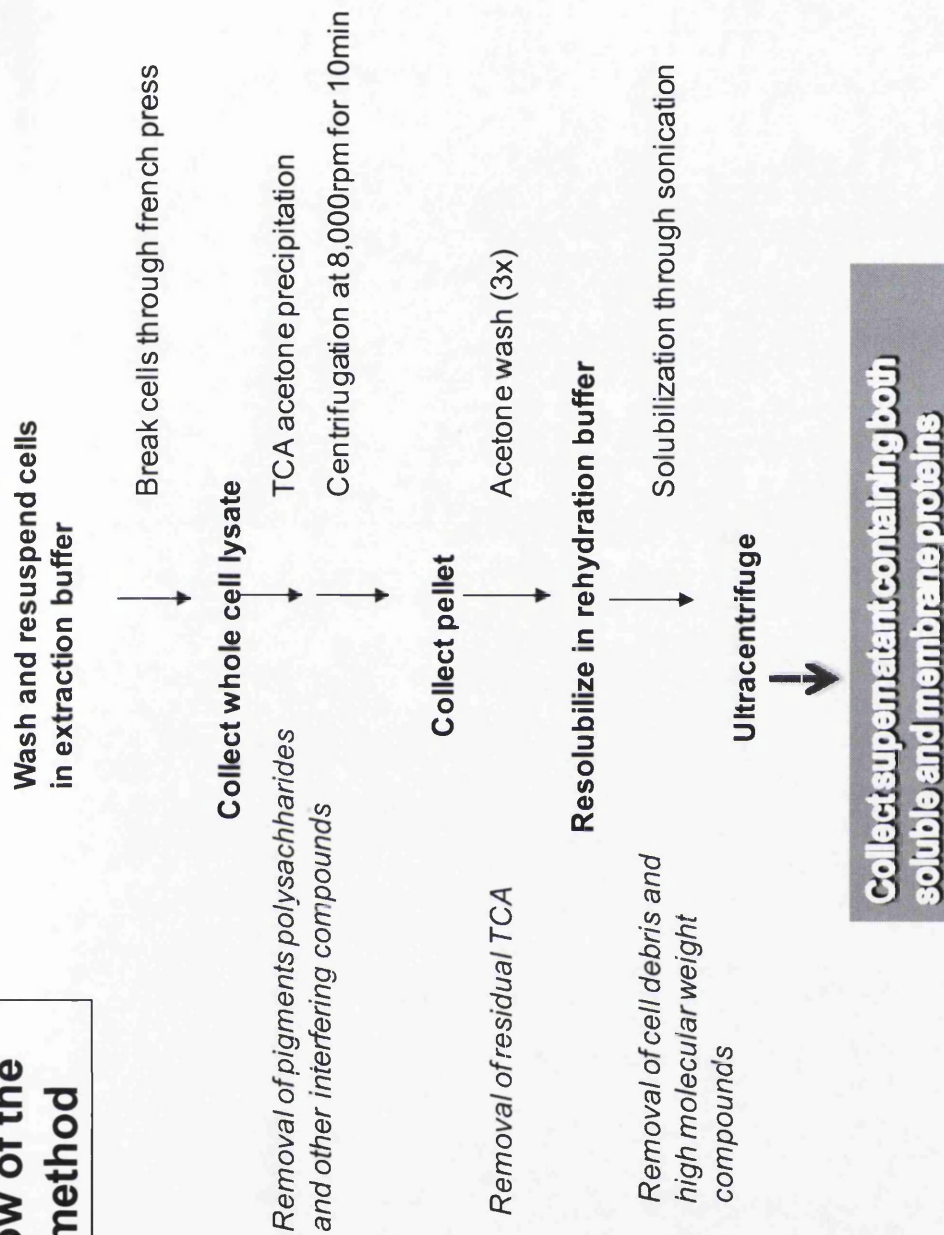 ow of the
method
Wash and resuspend cells
in extraction buffer
Break cells through french press
Collect whole cell lysate
Removal of pigments polysachharides
and other interfering compounds
TCA acetone precipitation
Centrifugation at 8,000rpm for 10min
Collect pellet
Removal of residual TCA
Acetone wash (3x)
Resolubilize in rehydration buffer
Removal of cell debris and
high molecular weight
compounds
Solubilization through sonication
Ultracentrifuge
Collect supernatant containing both
soluble and membrane proteins